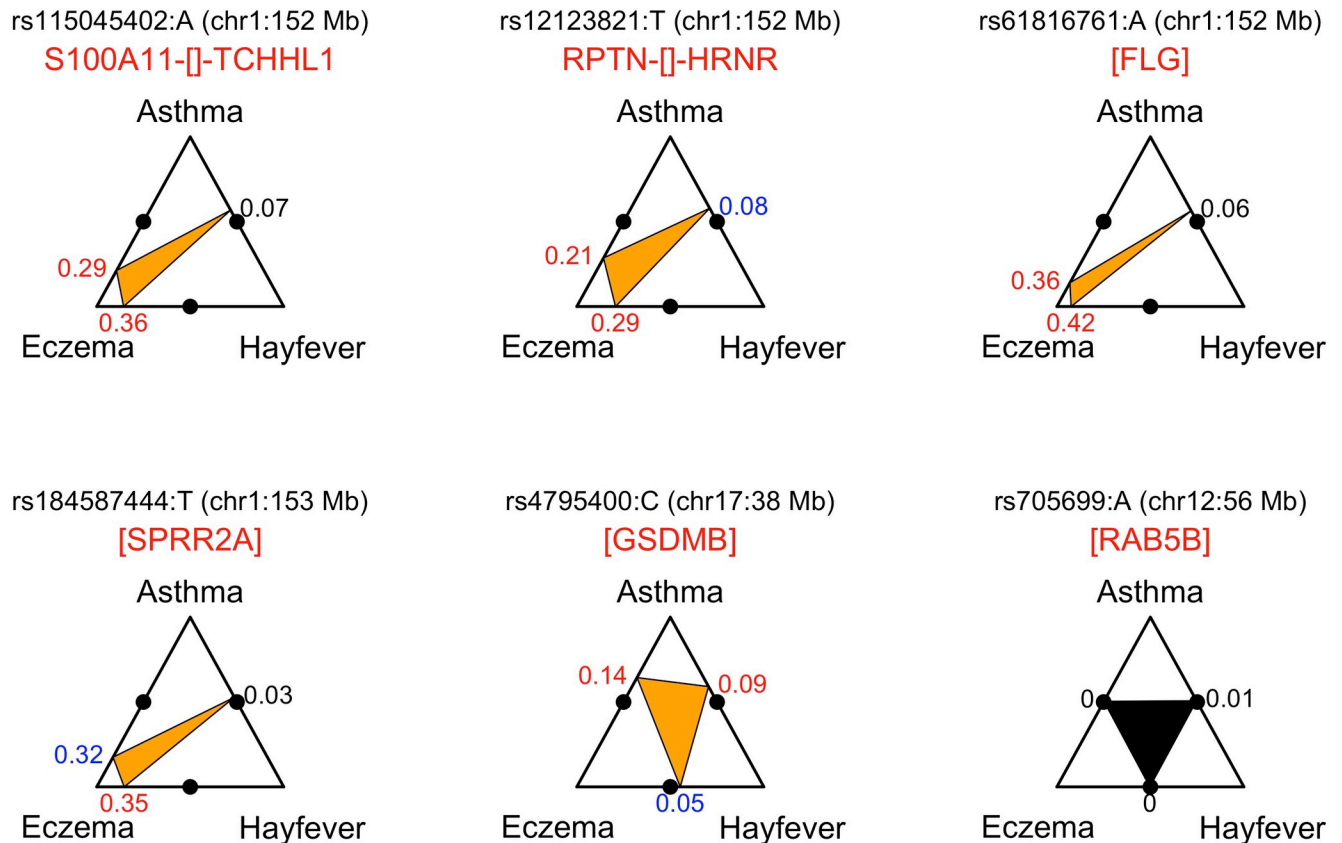 rs115045402:A (chr1:152 Mb)
S100A11-[]-TCHHL1
Asthma
0.07
0.29
0.36
Eczema
Hayfever
rs12123821:T (chr1:152 Mb)
RPTN-[]-HRNR
Asthma
0.08
0.21
0.29
Eczema
Hayfever
rs61816761:A (chr1:152 Mb)
[FLG]
Asthma
0.06
0.36
0.42
Eczema
Hayfever
rs184587444:T (chr1:153 Mb)
[SPRR2A]
Asthma
0.03
0.32
0.35
Eczema
Hayfever
rs4795400:C (chr17:38 Mb)
[GSDMB]
Asthma
0.14
0.09
0.05
Eczema
Hayfever
rs705699:A (chr12:56 Mb)
[RAB5B]
Asthma
0
0.01
0
Eczema
Hayfever